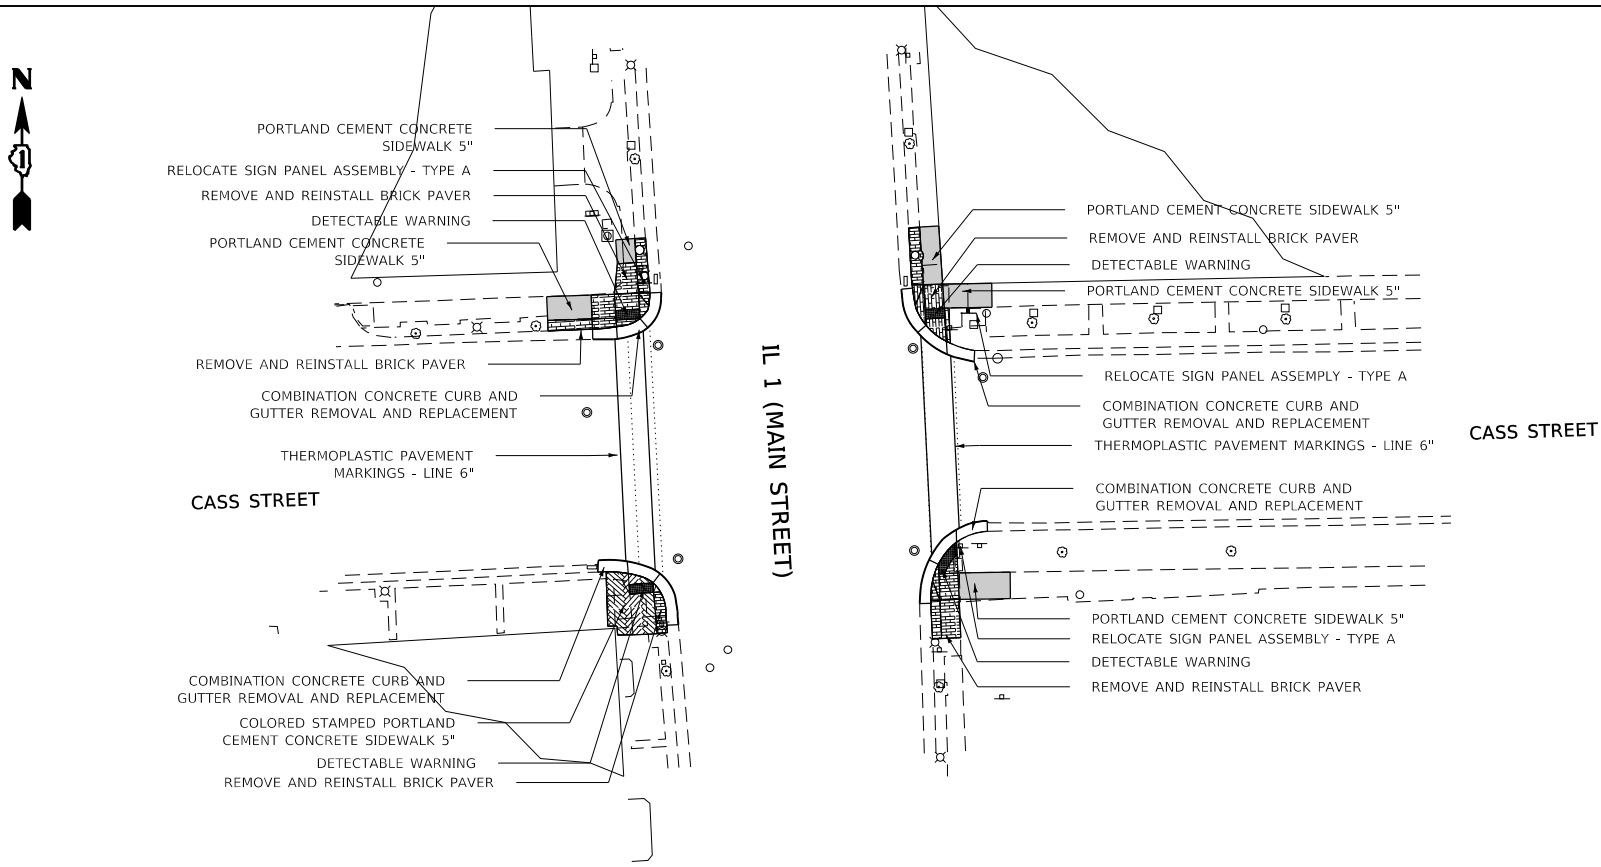 N
1
PORTLAND CEMENT CONCRETE
SIDEWALK 5"
RELOCATE SIGN PANEL ASSEMBLY - TYPE A
REMOVE AND REINSTALL BRICK PAVER
DETECTABLE WARNING
PORTLAND CEMENT CONCRETE
SIDEWALK 5"
REMOVE AND REINSTALL BRICK PAVER
COMBINATION CONCRETE CURB AND
GUTTER REMOVAL AND REPLACEMENT
THERMOPLASTIC PAVEMENT
MARKINGS - LINE 6"
CASS STREET
COMBINATION CONCRETE CURB AND
GUTTER REMOVAL AND REPLACEMENT
COLORED STAMPED PORTLAND
CEMENT CONCRETE SIDEWALK 5"
DETECTABLE WARNING
REMOVE AND REINSTALL BRICK PAVER
IL 1 (MAIN STREET)
PORTLAND CEMENT CONCRETE SIDEWALK 5"
REMOVE AND REINSTALL BRICK PAVER
DETECTABLE WARNING
PORTLAND CEMENT CONCRETE SIDEWALK 5"
RELOCATE SIGN PANEL ASSEMPLY - TYPE A
COMBINATION CONCRETE CURB AND
GUTTER REMOVAL AND REPLACEMENT
THERMOPLASTIC PAVEMENT MARKINGS - LINE 6"
CASS STREET
COMBINATION CONCRETE CURB AND
GUTTER REMOVAL AND REPLACEMENT
PORTLAND CEMENT CONCRETE SIDEWALK 5"
RELOCATE SIGN PANEL ASSEMBLY - TYPE A
DETECTABLE WARNING
REMOVE AND REINSTALL BRICK PAVER